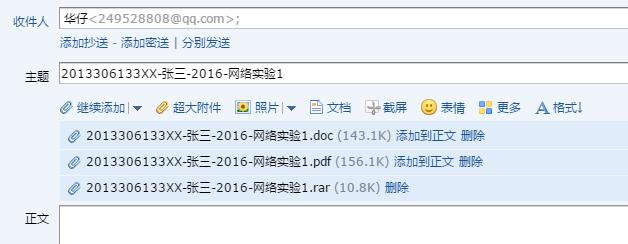 收件人 华仔<249528808@qq.com>;
添加抄送 - 添加密送 | 分别发送
主题 2013306133XX-张三-2016-网络实验1
继续添加 | 超大附件 照片 | 文档 截屏 表情 更多 格式↓
2013306133XX-张三-2016-网络实验1.doc (143.1K) 添加到正文 删除
2013306133XX-张三-2016-网络实验1.pdf (156.1K) 添加到正文 删除
2013306133XX-张三-2016-网络实验1.rar (10.8K) 删除
正文